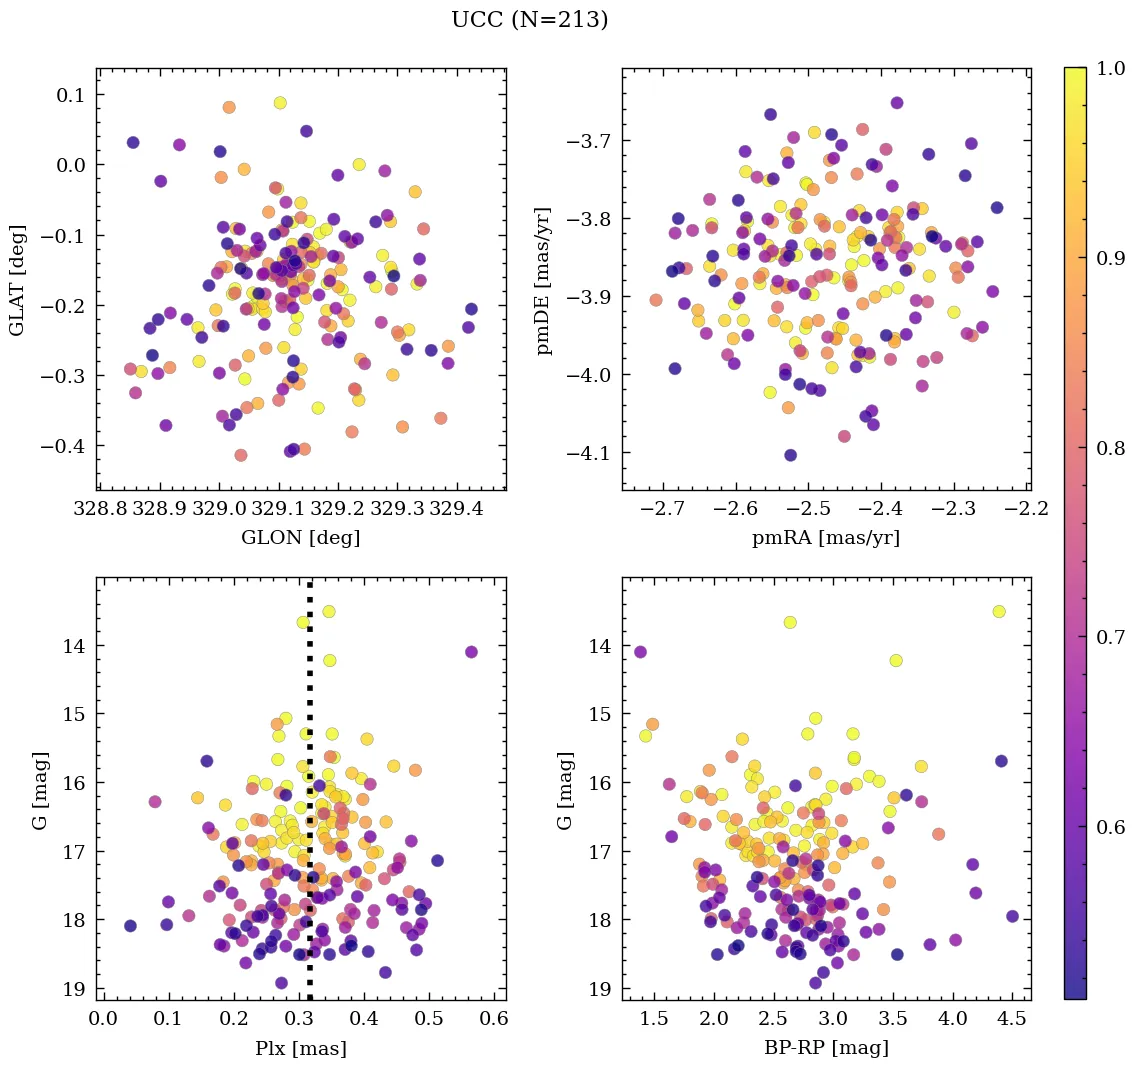 UCC (N=213)
0.1
0.0
−0.1
−0.2
−0.3
−0.4
GLAT [deg]
328.8 328.9 329.0 329.1 329.2 329.3 329.4
GLON [deg]
−3.7
−3.8
−3.9
−4.0
−4.1
pmDE [mas/yr]
−2.7 −2.6 −2.5 −2.4 −2.3 −2.2
pmRA [mas/yr]
1.0
0.9
0.8
0.7
0.6
14
15
16
17
18
19
G [mag]
0.0 0.1 0.2 0.3 0.4 0.5 0.6
Plx [mas]
14
15
16
17
18
19
G [mag]
1.5 2.0 2.5 3.0 3.5 4.0 4.5
BP-RP [mag]